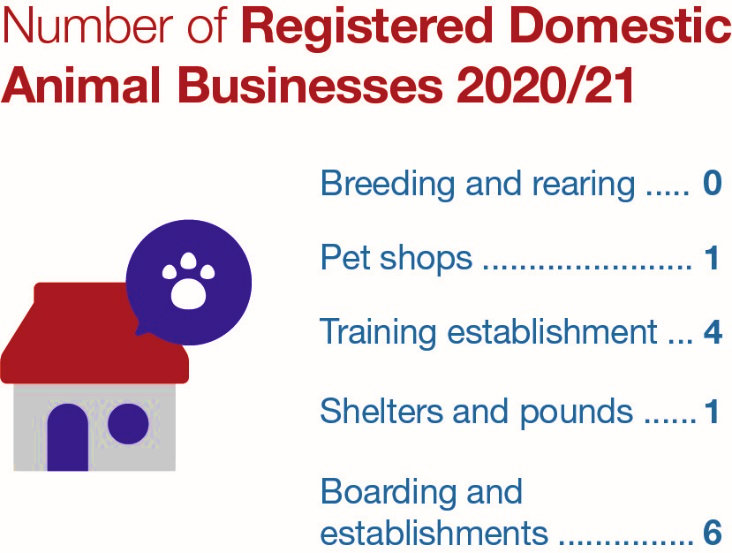 Number of Registered Domestic
Animal Businesses 2020/21
Breeding and rearing ..... 0
Pet shops ....................... 1
Training establishment ... 4
Shelters and pounds ...... 1
Boarding and
establishments ............... 6